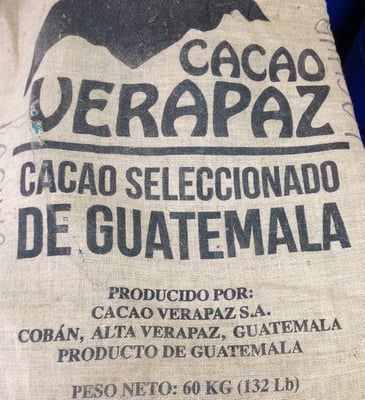 CACAO
VERAPAZ
CACAO SELECCIONADO
DE GUATEMALA
PRODUCIDO POR:
CACAO VERAPAZ S.A.
COBÁN, ALTA VERAPAZ, GUATEMALA
PRODUCTO DE GUATEMALA
PESO NETO: 60 KG (132 Lb)